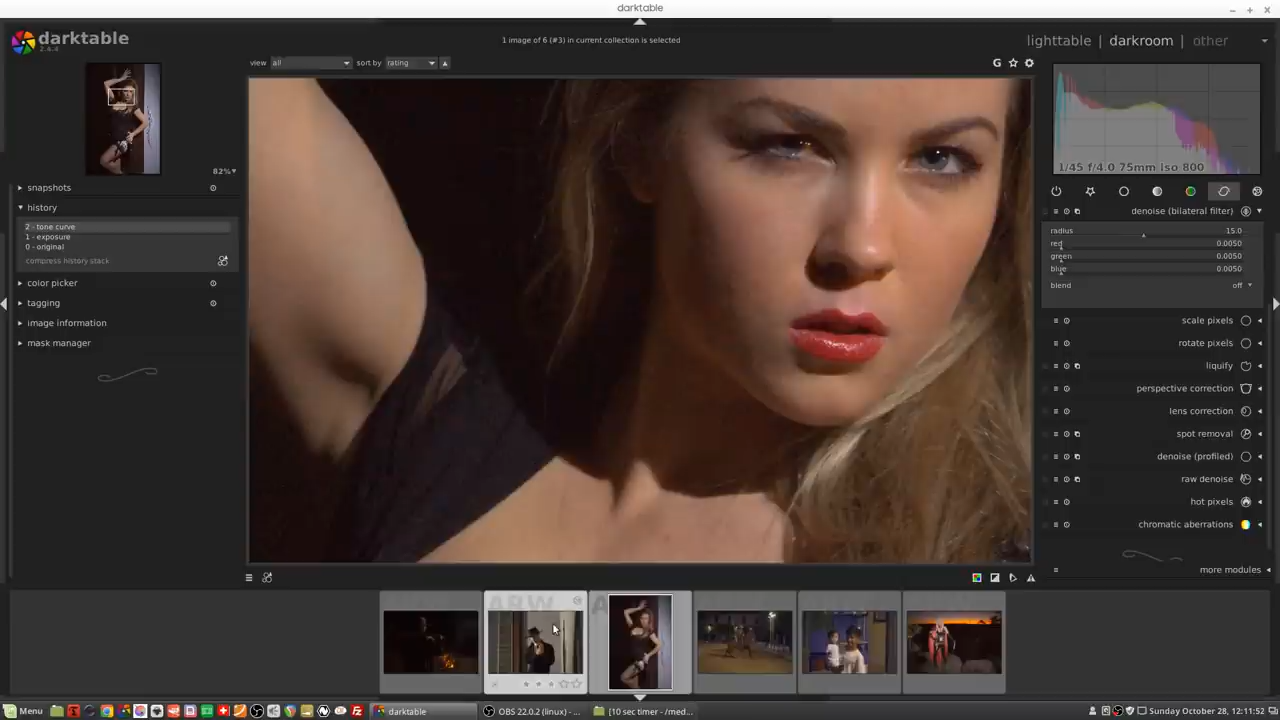 darktable
darktable
2.4.4
1 image of 6 (#3) in current collection is selected
lighttable | darkroom | other
view all sort by rating
G
82%
1/45 f/4.0 75mm iso 800
snapshots
history
2 - tone curve
1 - exposure
0 - original
compress history stack
color picker
tagging
image information
mask manager
denoise (bilateral filter)
radius 15.0
red 0.0050
green 0.0050
blue 0.0050
blend off
scale pixels
rotate pixels
liquify
perspective correction
lens correction
spot removal
denoise (profiled)
raw denoise
hot pixels
chromatic aberrations
more modules
ARW
Menu
darktable
OBS 22.0.2 (linux) - ...
[10 sec timer - /med...
Sunday October 28, 12:11:52